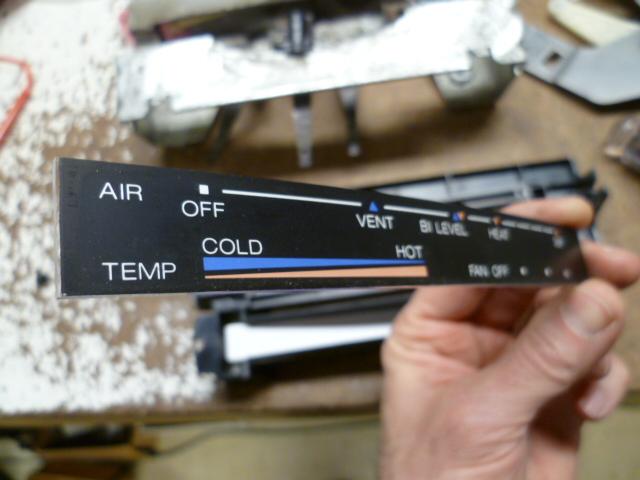 AIR OFF VENT BI LEVEL HEAT
COLD HOT
TEMP FAN OFF